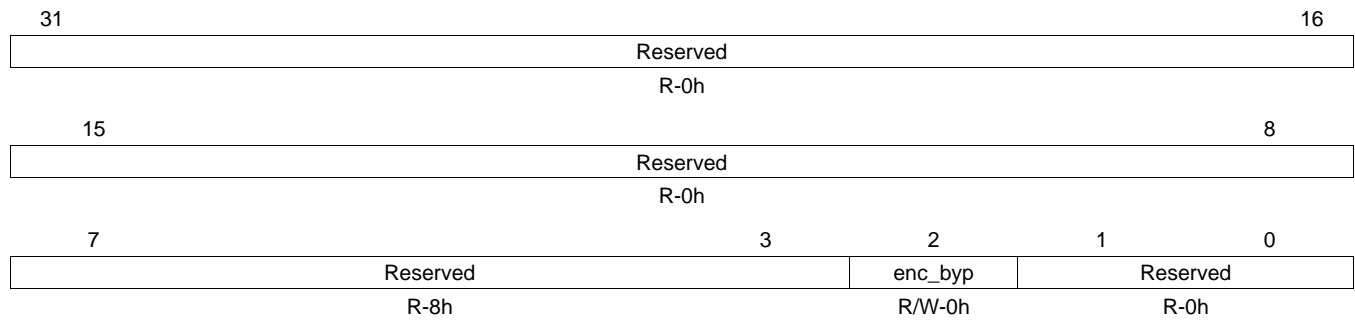 31 16
Reserved
R-0h
15 8
Reserved
R-0h
7 3 2 1 0
Reserved enc_byp Reserved
R-8h R/W-0h R-0h